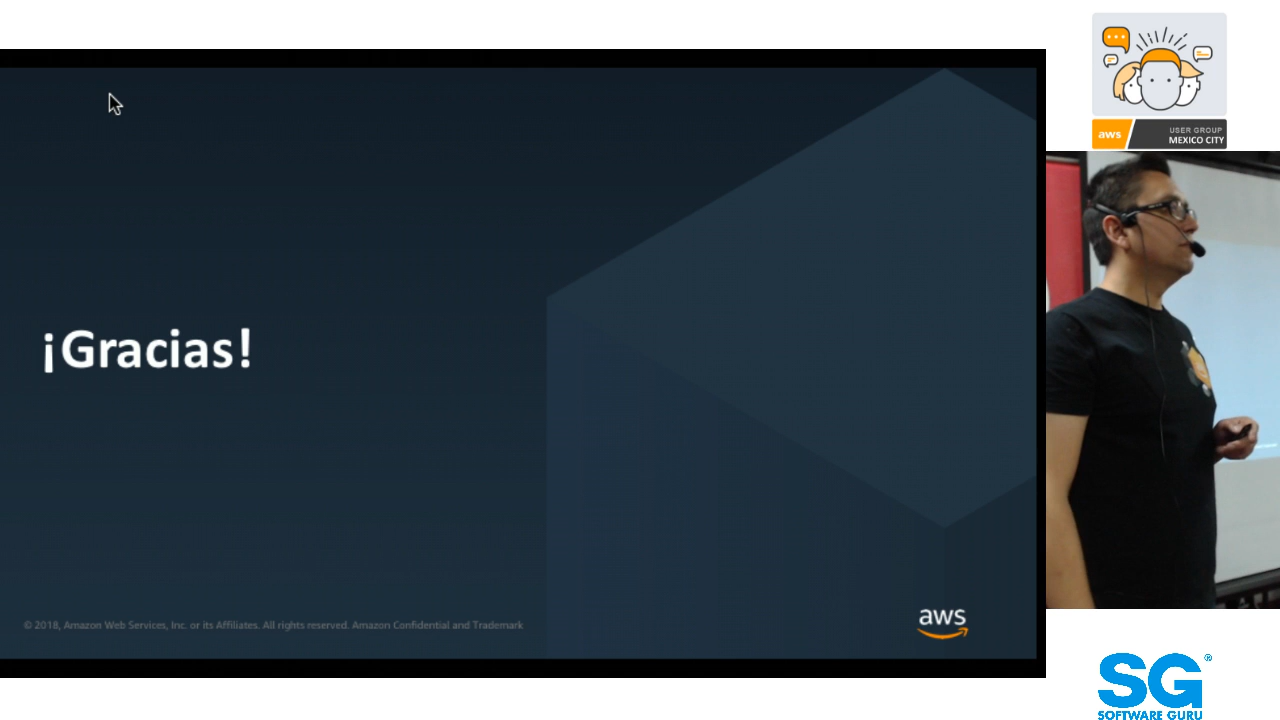 ¡Gracias!
© 2018, Amazon Web Services, Inc. or its Affiliates. All rights reserved. Amazon Confidential and Trademark
aws
aws
USER GROUP
MEXICO CITY
SG®
SOFTWARE GURU